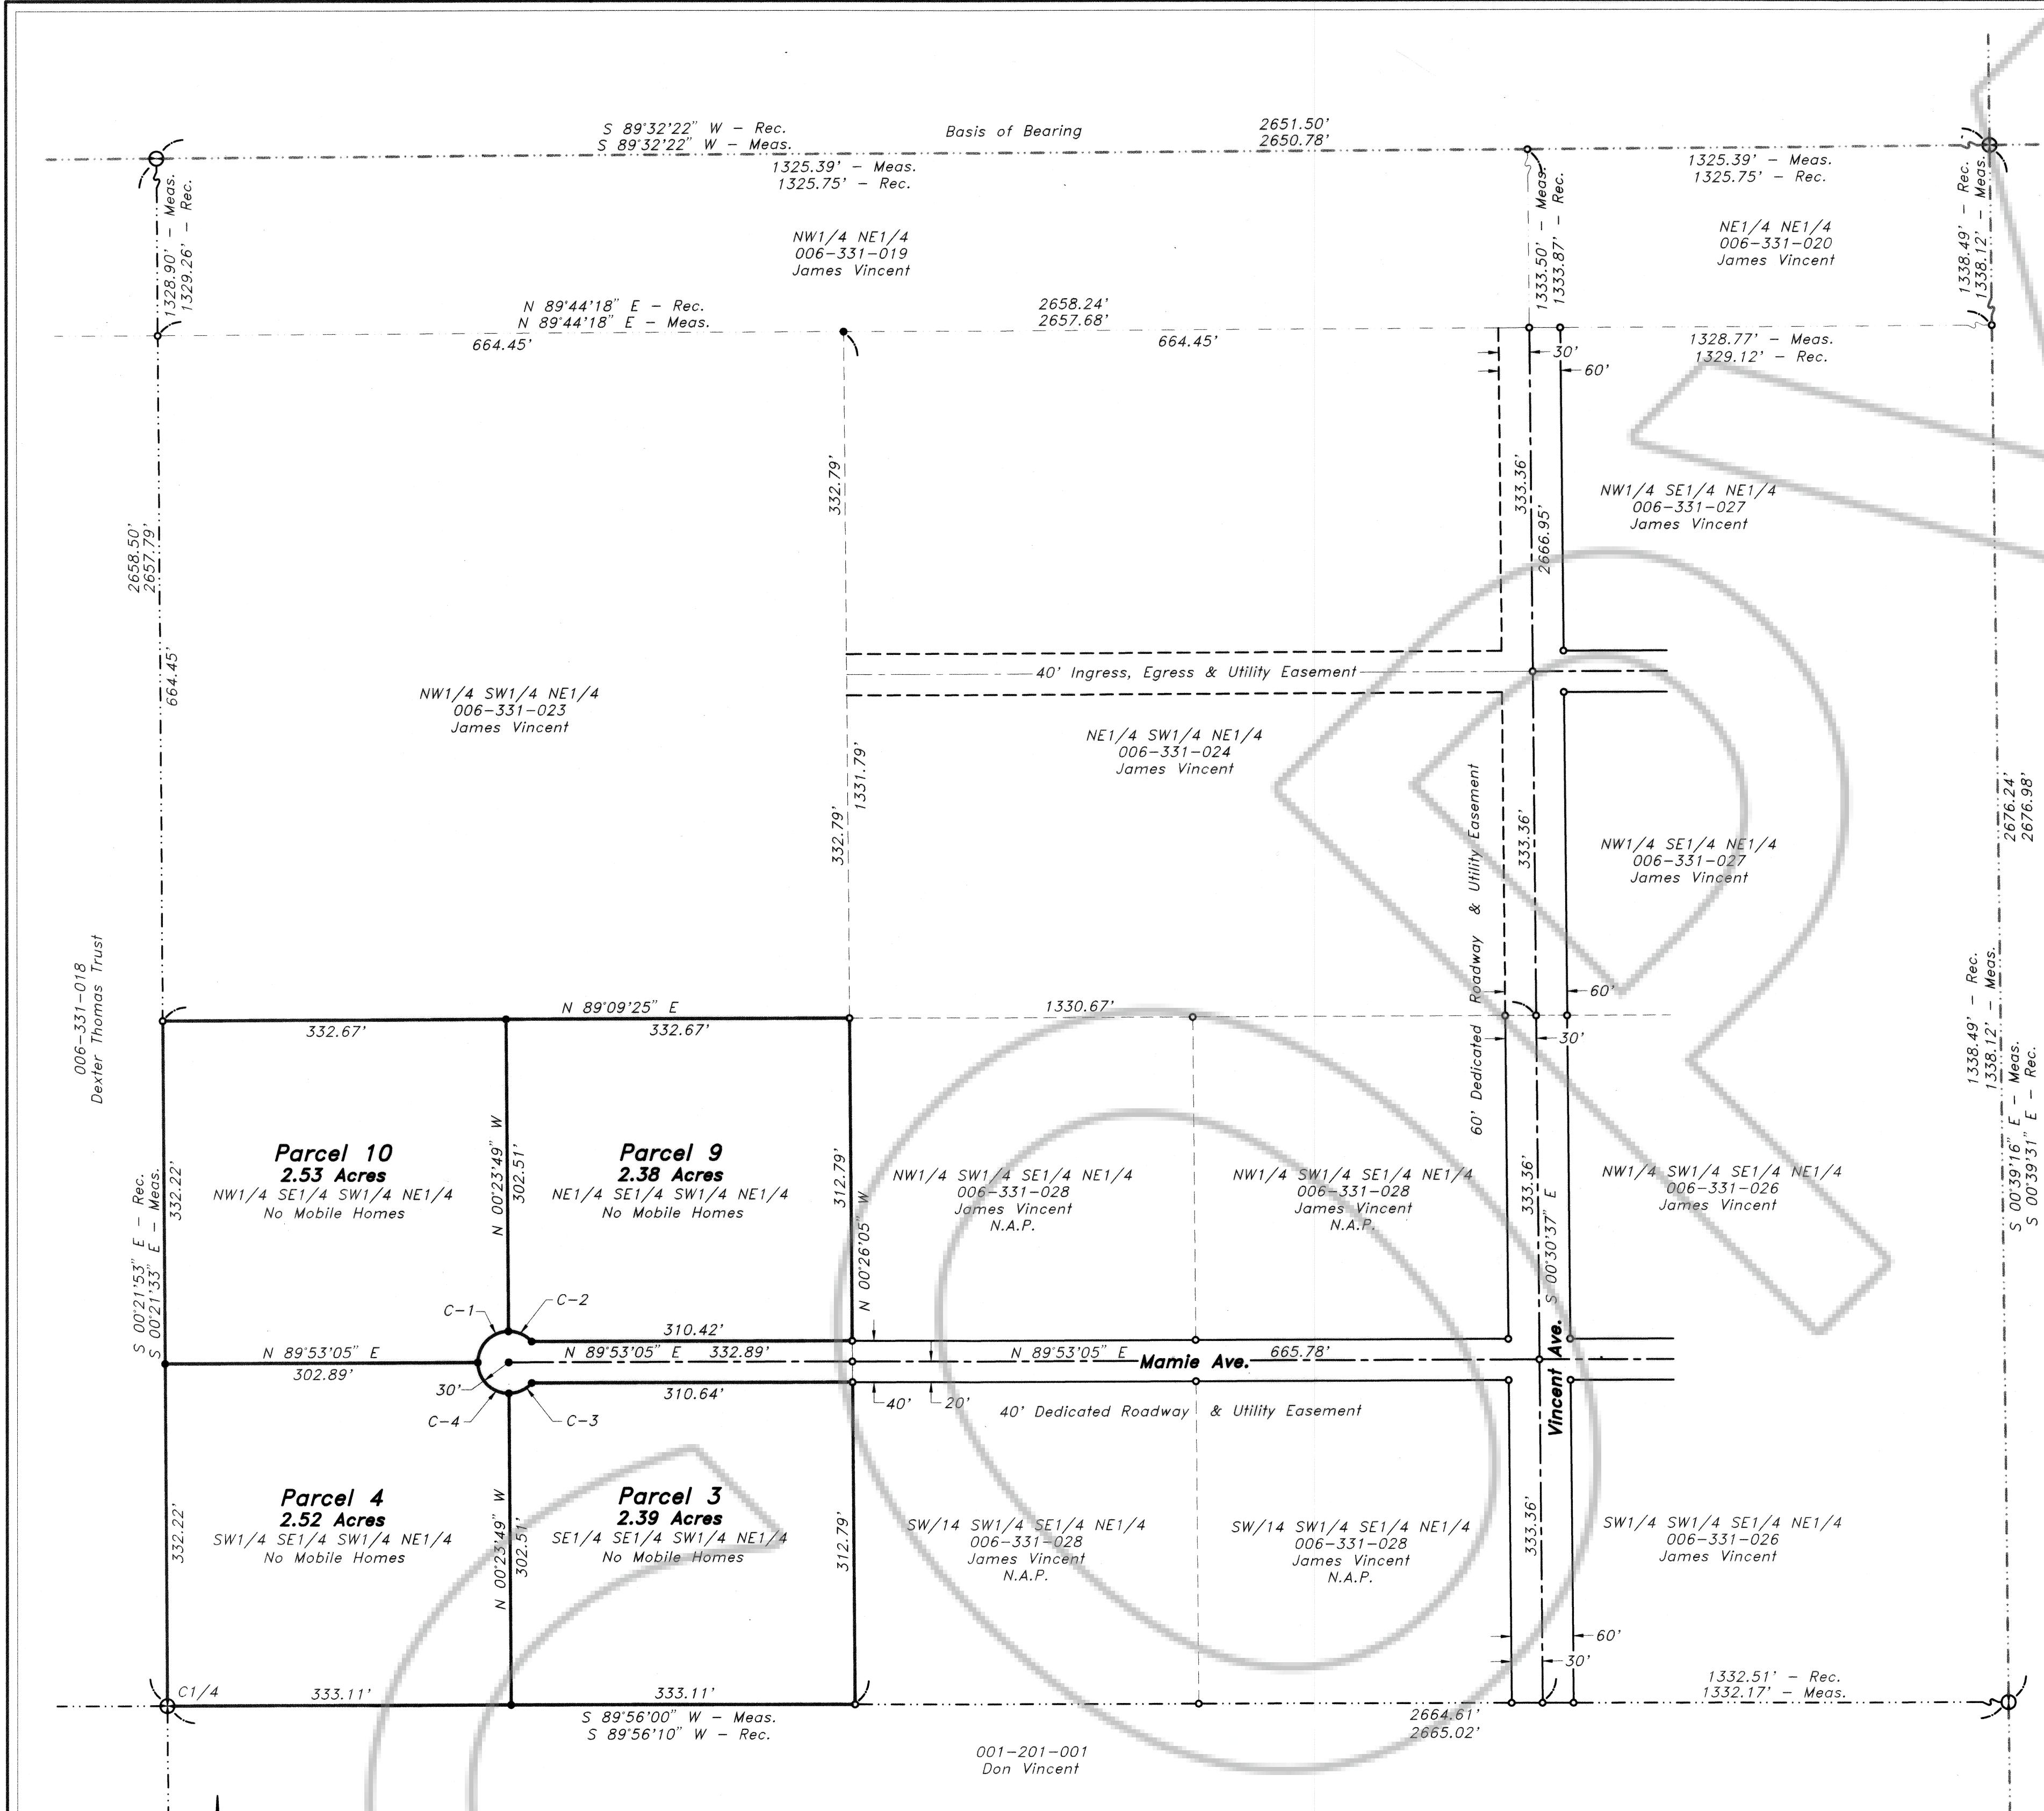 S 89°32'22" W – Rec.
S 89°32'22" W – Meas.
Basis of Bearing
2651.50'
2650.78'
1325.39' – Meas.
1325.75' – Rec.
1325.39' – Meas.
1325.75' – Rec.
1328.90' – Meas.
1329.26' – Rec.
NW1/4 NE1/4
006-331-019
James Vincent
1333.50' – Meas.
1333.87' – Rec.
NE1/4 NE1/4
006-331-020
James Vincent
1338.49' – Rec.
1338.12' – Meas.
N 89°44'18" E – Rec.
N 89°44'18" E – Meas.
2658.24'
2657.68'
664.45'
664.45'
1328.77' – Meas.
1329.12' – Rec.
30'
60'
332.79'
333.36'
2666.95'
NW1/4 SE1/4 NE1/4
006-331-027
James Vincent
2658.50'
2657.79'
664.45'
40' Ingress, Egress & Utility Easement
NW1/4 SW1/4 NE1/4
006-331-023
James Vincent
NE1/4 SW1/4 NE1/4
006-331-024
James Vincent
1331.79'
332.79'
60' Dedicated Roadway & Utility Easement
333.36'
NW1/4 SE1/4 NE1/4
006-331-027
James Vincent
2676.24'
2676.98'
006-331-018
Dexter Thomas Trust
1338.49' – Rec.
1338.12' – Meas.
S 00°39'16" E – Meas.
S 00°39'31" E – Rec.
N 89°09'25" E
332.67'
332.67'
1330.67'
60'
30'
Parcel 10
2.53 Acres
NW1/4 SE1/4 SW1/4 NE1/4
No Mobile Homes
N 00°23'49" W
302.51'
Parcel 9
2.38 Acres
NE1/4 SE1/4 SW1/4 NE1/4
No Mobile Homes
312.79'
N 00°26'05" W
NW1/4 SW1/4 SE1/4 NE1/4
006-331-028
James Vincent
N.A.P.
NW1/4 SW1/4 SE1/4 NE1/4
006-331-028
James Vincent
N.A.P.
333.36'
S 00°30'37" E
NW1/4 SW1/4 SE1/4 NE1/4
006-331-026
James Vincent
S 00°21'53" E – Rec.
S 00°21'33" E – Meas.
332.22'
C-1
C-2
310.42'
N 89°53'05" E
302.89'
N 89°53'05" E 332.89'
N 89°53'05" E
Mamie Ave.
665.78'
30'
310.64'
C-4
C-3
40'
20'
40' Dedicated Roadway & Utility Easement
Vincent Ave.
Parcel 4
2.52 Acres
SW1/4 SE1/4 SW1/4 NE1/4
No Mobile Homes
332.22'
N 00°23'49" W
302.51'
Parcel 3
2.39 Acres
SE1/4 SE1/4 SW1/4 NE1/4
No Mobile Homes
312.79'
SW/14 SW1/4 SE1/4 NE1/4
006-331-028
James Vincent
N.A.P.
SW/14 SW1/4 SE1/4 NE1/4
006-331-028
James Vincent
N.A.P.
333.36'
SW1/4 SW1/4 SE1/4 NE1/4
006-331-026
James Vincent
60'
30'
C1/4
333.11'
333.11'
S 89°56'00" W – Meas.
S 89°56'10" W – Rec.
2664.61'
2665.02'
1332.51' – Rec.
1332.17' – Meas.
001-201-001
Don Vincent